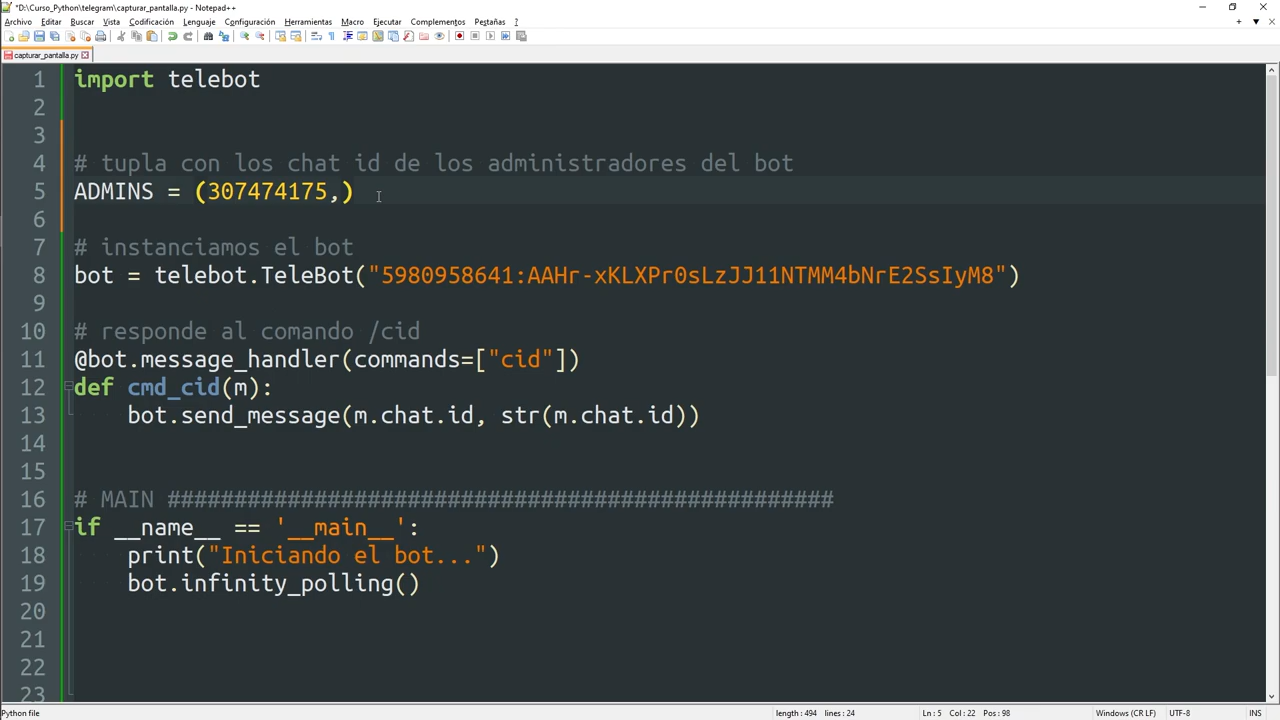 *D:\Curso_Python\telegram\capturar_pantalla.py - Notepad++
Archivo Editar Buscar Vista Codificación Lenguaje Configuración Herramientas Macro Ejecutar Complementos Pestañas ?
capturar_pantalla.py
1 import telebot
2
3
4 # tupla con los chat id de los administradores del bot
5 ADMINS = (307474175,)
6
7 # instanciamos el bot
8 bot = telebot.TeleBot("5980958641:AAHr-xKLXPr0sLzJJ11NTMM4bNrE2SsIyM8")
9
10 # responde al comando /cid
11 @bot.message_handler(commands=["cid"])
12 def cmd_cid(m):
13 bot.send_message(m.chat.id, str(m.chat.id))
14
15
16 # MAIN ##################################################
17 if __name__ == '__main__':
18 print("Iniciando el bot...")
19 bot.infinity_polling()
20
21
22
23
Python file length : 494 lines : 24 Ln : 5 Col : 22 Pos : 98 Windows (CR LF) UTF-8 INS